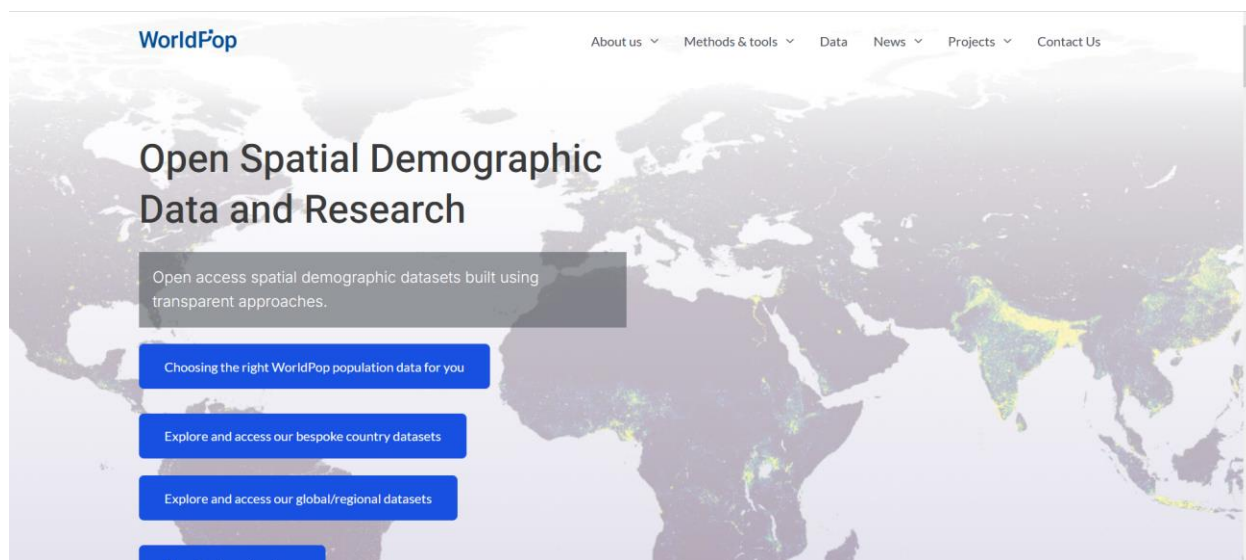 WorldPop
About us
Methods & tools
Data
News
Projects
Contact Us
Open Spatial Demographic
Data and Research
Open access spatial demographic datasets built using
transparent approaches.
Choosing the right WorldPop population data for you
Explore and access our bespoke country datasets
Explore and access our global/regional datasets